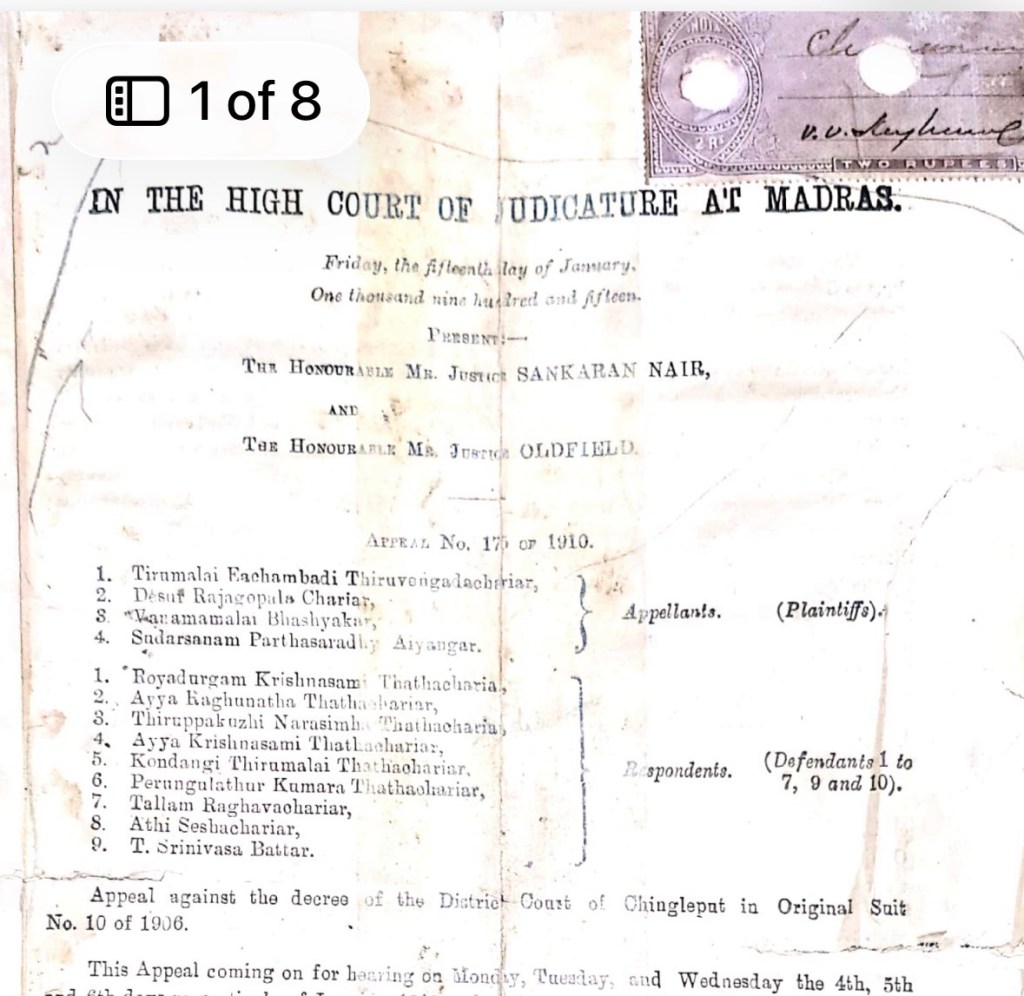 1 of 8
INDIA
2 Rs
TWO RUPEES
IN THE HIGH COURT OF JUDICATURE AT MADRAS.
Friday, the fifteenth day of January,
One thousand nine hundred and fifteen.
PRESENT:—
THE HONOURABLE MR. JUSTICE SANKARAN NAIR,
AND
THE HONOURABLE MR. JUSTICE OLDFIELD.
APPEAL NO. 175 OF 1910.
1. Tirumalai Eachambadi Thiruvengadachariar,
2. Desuf Rajagopala Chariar,
3. Vanamamalai Bhashyakar,
4. Sudarsanam Parthasaradhy Aiyangar.
Appellants. (Plaintiffs).
1. Royadurgam Krishnasami Thathacharia,
2. Ayya Raghunatha Thathachariar,
3. Thiruppakuzhi Narasimha Thathacharia,
4. Ayya Krishnasami Thathachariar,
5. Kondangi Thirumalai Thathachariar,
6. Perungulathur Kumara Thathachariar,
7. Tallam Raghavachariar,
8. Athi Seshachariar,
9. T. Srinivasa Battar.
Respondents. (Defendants 1 to
7, 9 and 10).
Appeal against the decree of the District Court of Chingleput in Original Suit
No. 10 of 1906.
This Appeal coming on for hearing on Monday, Tuesday, and Wednesday the 4th, 5th